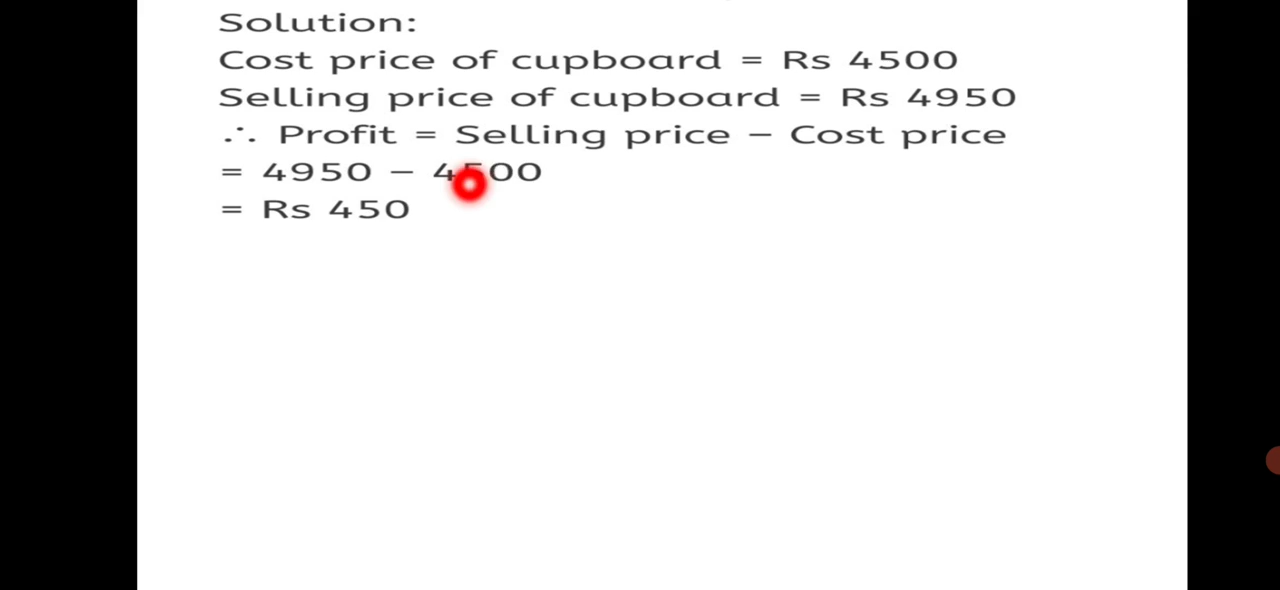 Solution:
Cost price of cupboard = Rs 4500
Selling price of cupboard = Rs 4950
∴ Profit = Selling price − Cost price
= 4950 − 4500
= Rs 450